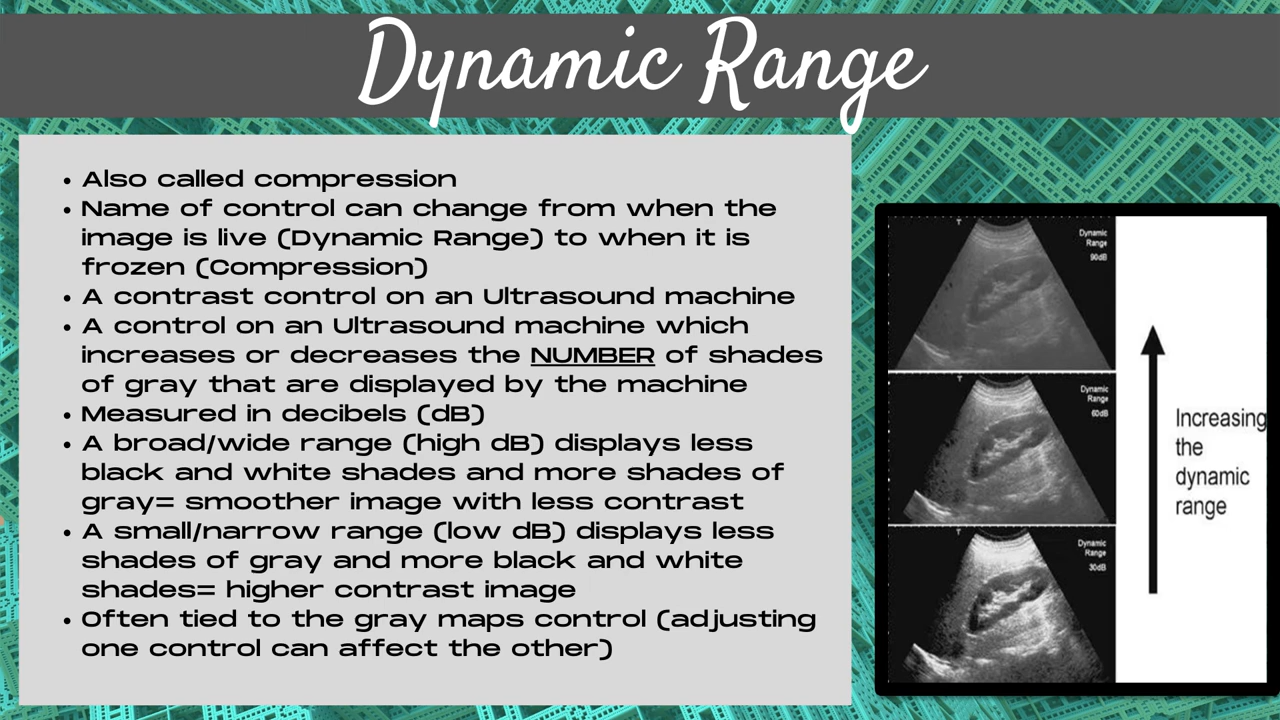 Dynamic Range
• Also called compression
• Name of control can change from when the
image is live (Dynamic Range) to when it is
frozen (Compression)
• A contrast control on an Ultrasound machine
• A control on an Ultrasound machine which
increases or decreases the NUMBER of shades
of gray that are displayed by the machine
• Measured in decibels (dB)
• A broad/wide range (high dB) displays less
black and white shades and more shades of
gray= smoother image with less contrast
• A small/narrow range (low dB) displays less
shades of gray and more black and white
shades= higher contrast image
• Often tied to the gray maps control (adjusting
one control can affect the other)
Dynamic
Range
90dB
Dynamic
Range
60dB
Dynamic
Range
30dB
Increasing
the
dynamic
range